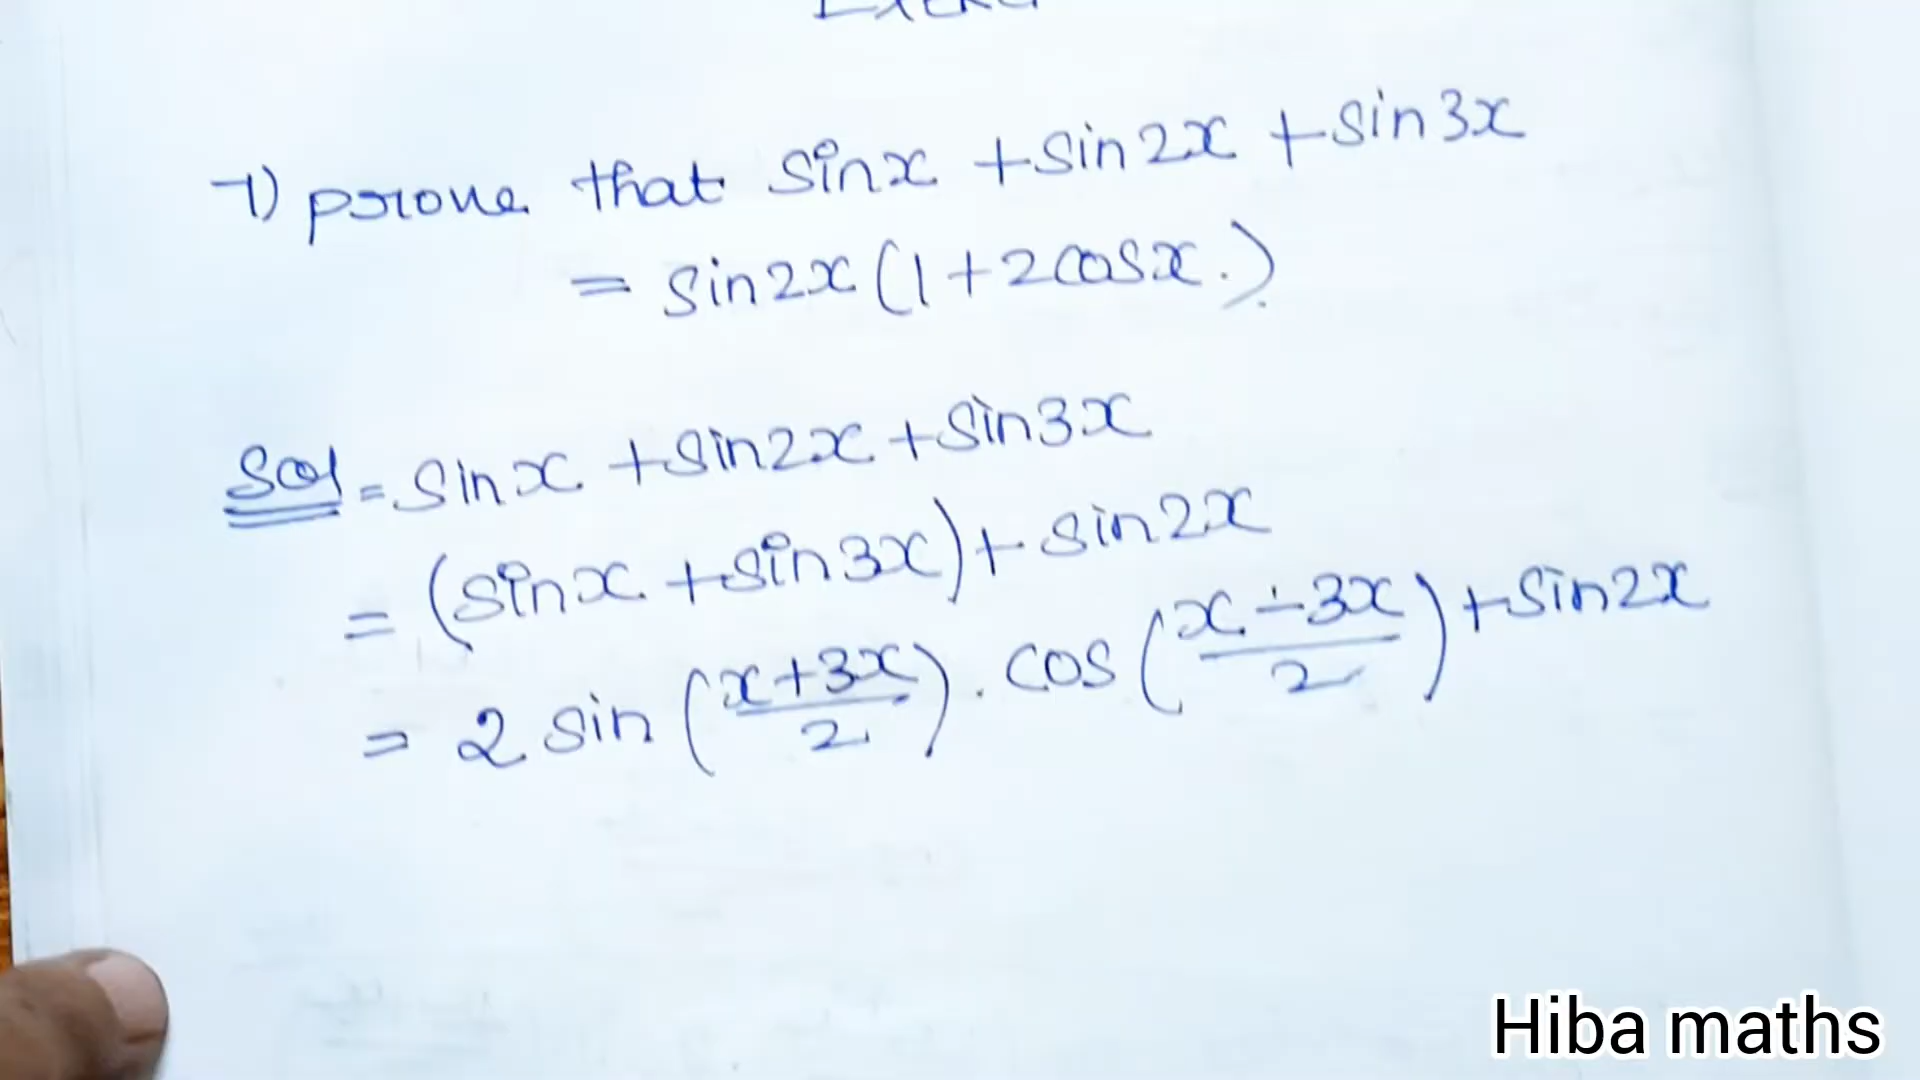 7) prove that sinx + sin2x + sin3x
= sin2x (1+2cosx.)
Sol = sinx + sin2x + sin3x
= (sinx + sin3x) + sin2x
= 2 sin (x+3x/2) . cos (x-3x/2) + sin2x
Hiba maths